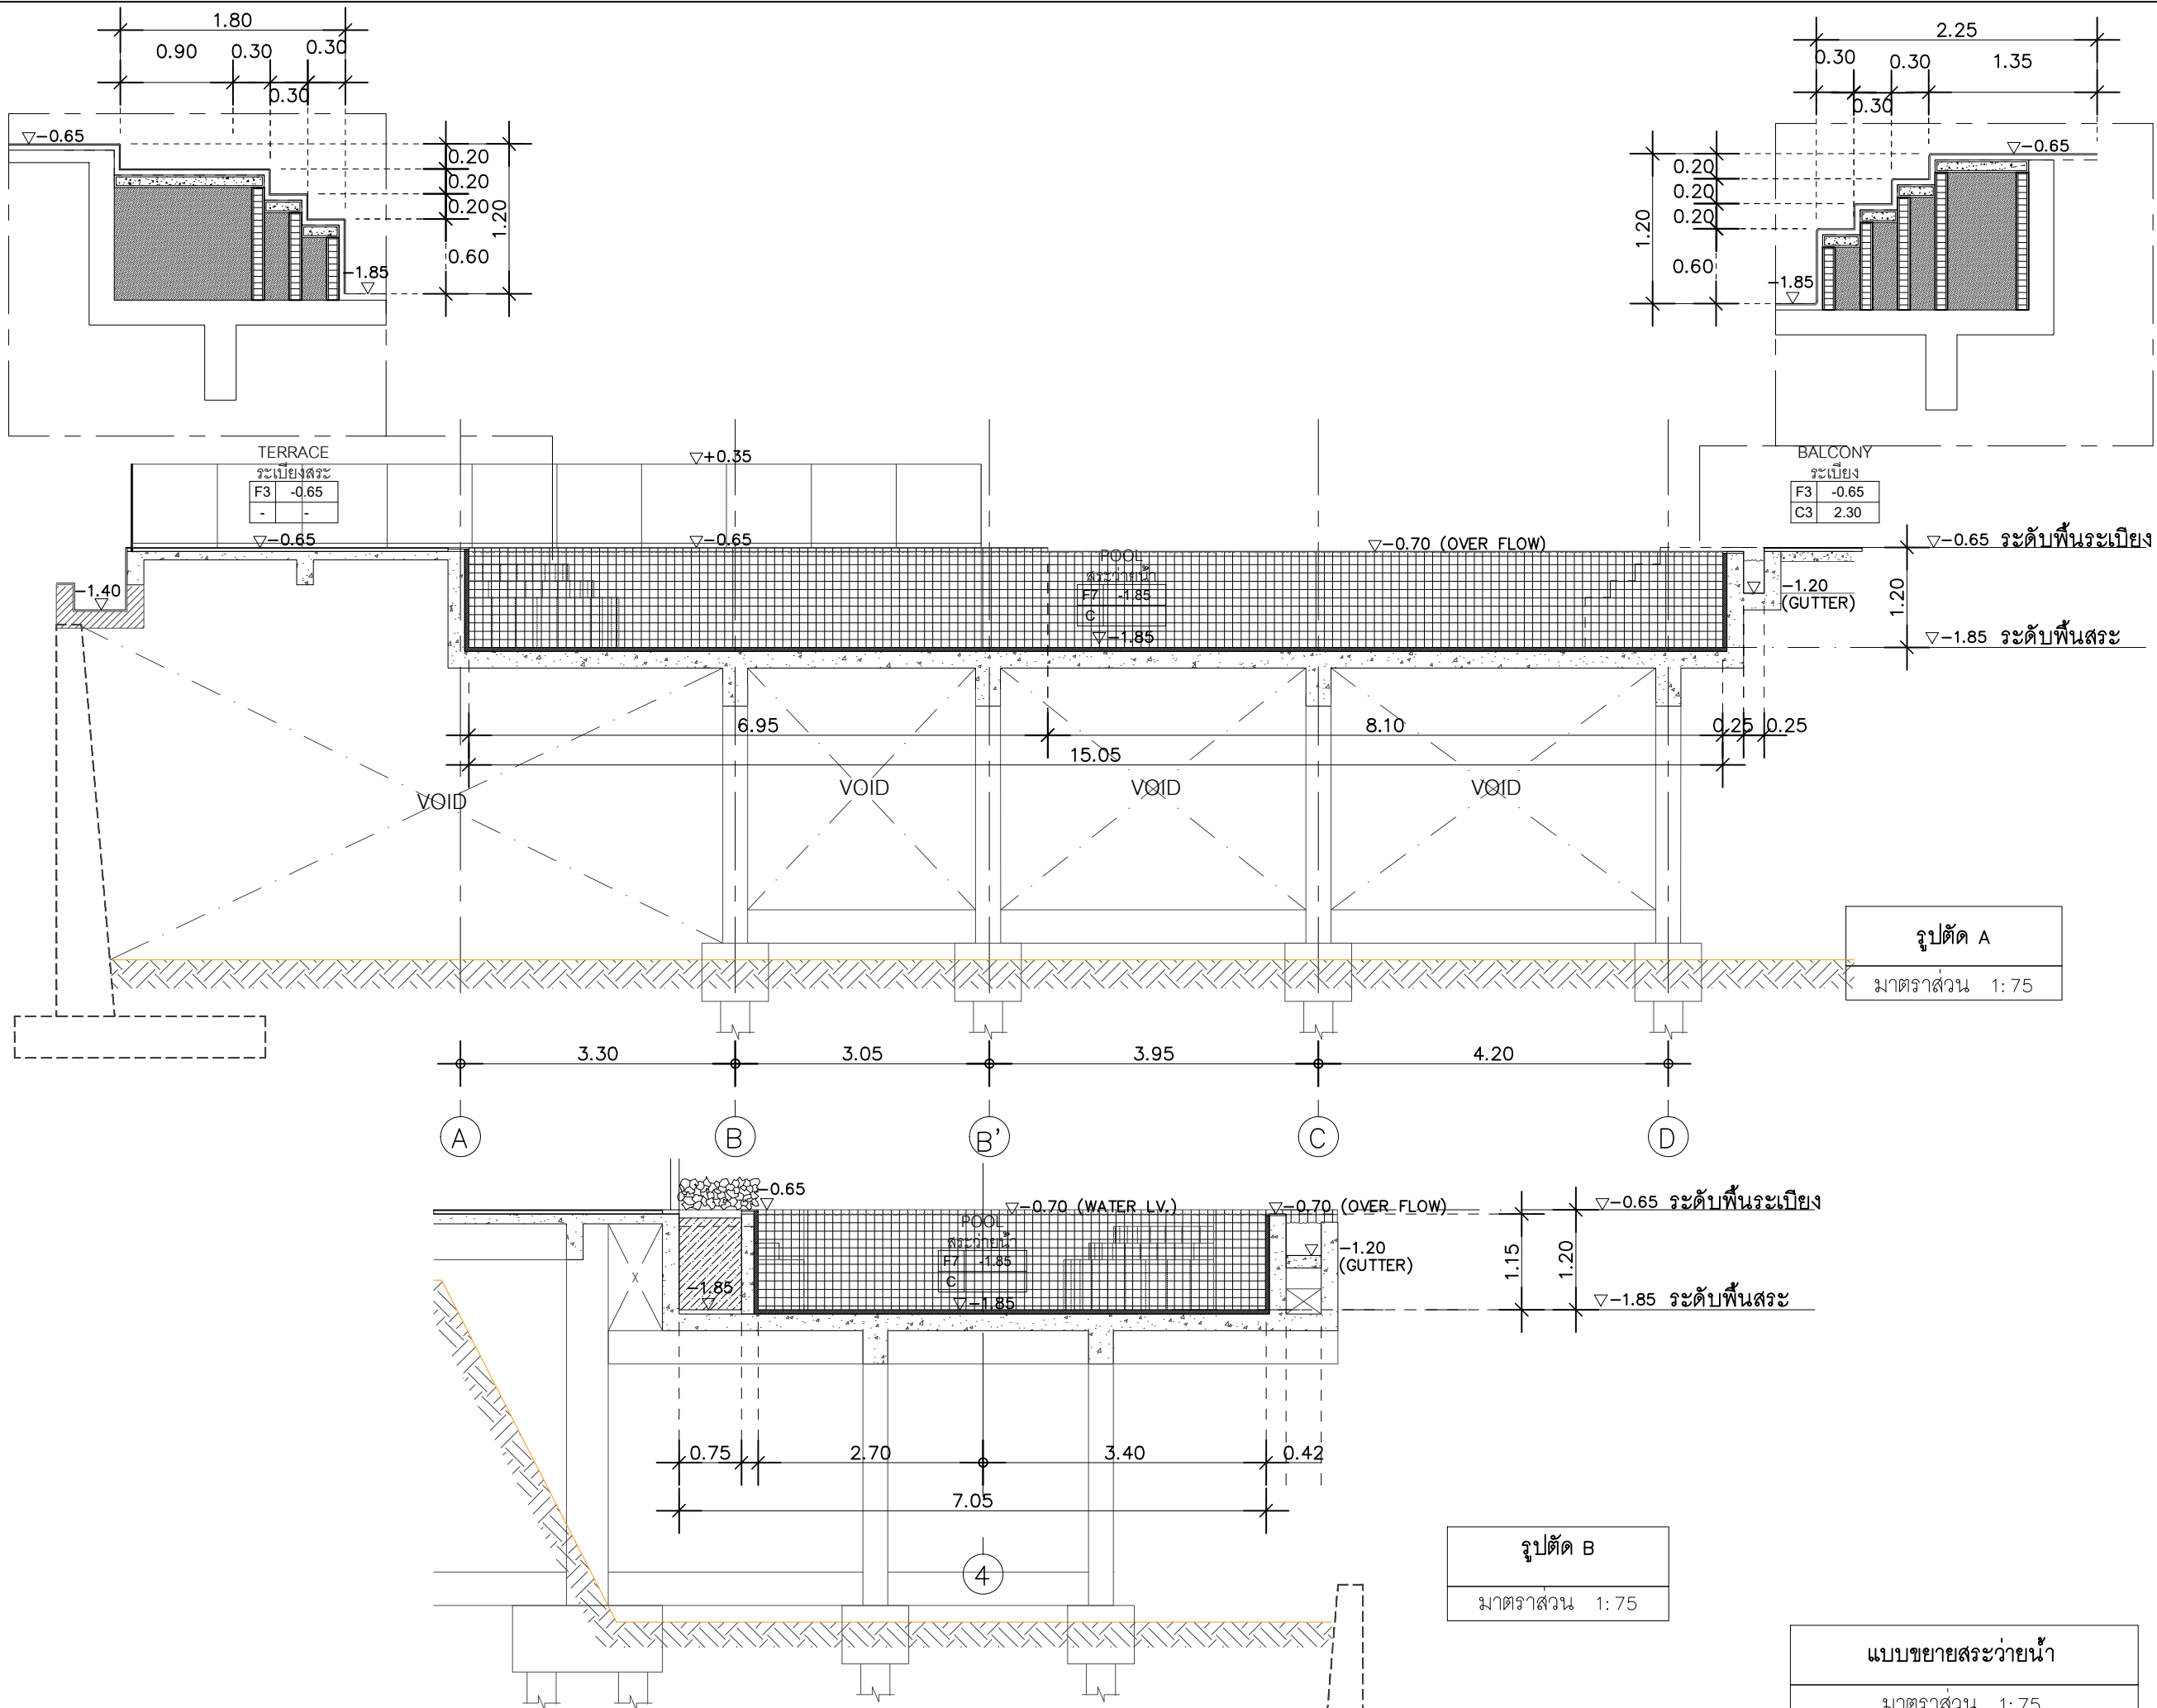 1.80
0.90 0.30 0.30
0.30
-0.65
0.20
0.20
0.20
1.20
0.60
-1.85
2.25
0.30 0.30 1.35
0.30
-0.65
0.20
0.20
0.20
1.20
0.60
-1.85
TERRACE
ระเบียงสระ
F3 -0.65
- -
+0.35
BALCONY
ระเบียง
F3 -0.65
C3 2.30
-0.65
-0.65
-0.70 (OVER FLOW)
-0.65 ระดับพื้นระเบียง
POOL
สระว่ายน้ำ
F7 -1.85
C
-1.85
-1.40
-1.20
(GUTTER)
1.20
-1.85 ระดับพื้นสระ
6.95 8.10 0.25 0.25
15.05
VOID VOID VOID VOID
รูปตัด A
มาตราส่วน 1:75
3.30 3.05 3.95 4.20
A B B' C D
-0.65
-0.70 (WATER LV.)
-0.70 (OVER FLOW)
-0.65 ระดับพื้นระเบียง
POOL
สระว่ายน้ำ
F7 -1.85
C
-1.85
-1.85
-1.20
(GUTTER)
1.15
1.20
-1.85 ระดับพื้นสระ
0.75 2.70 3.40 0.42
7.05
4
รูปตัด B
มาตราส่วน 1:75
แบบขยายสระว่ายน้ำ
มาตราส่วน 1:75